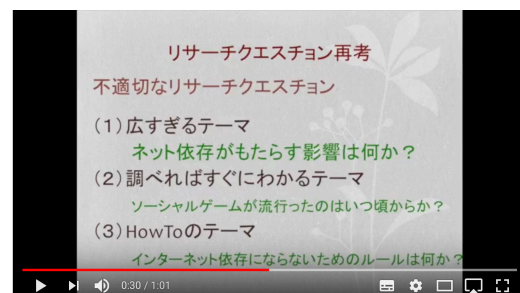 リサーチクエスチョン再考
不適切なリサーチクエスチョン
(1)広すぎるテーマ
ネット依存がもたらす影響は何か？
(2)調べればすぐにわかるテーマ
ソーシャルゲームが流行ったのはいつ頃からか？
(3)HowToのテーマ
インターネット依存にならないためのルールは何か？
0:30 / 1:01